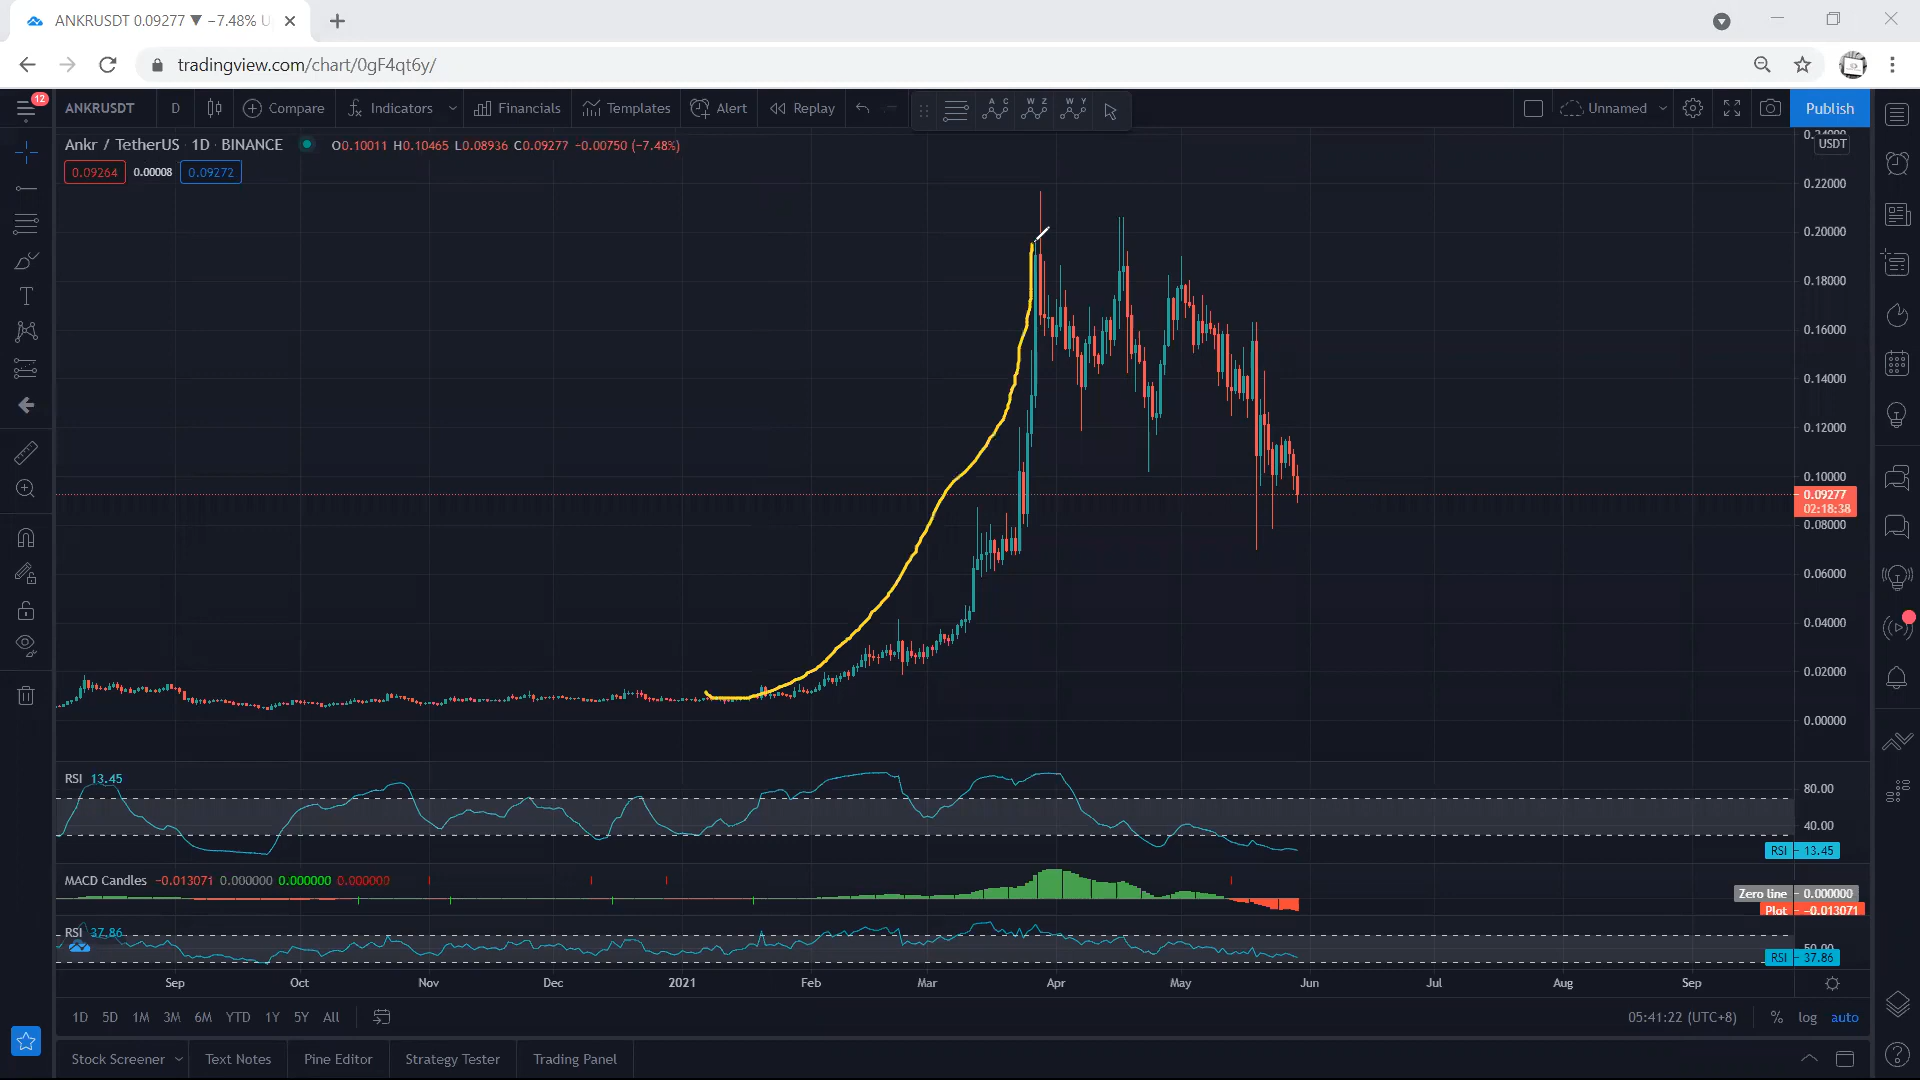 ANKRUSDT 0.09277 ▼ −7.48% U
tradingview.com/chart/0gF4qt6y/
12
ANKRUSDT D Compare Indicators Financials Templates Alert Replay A C W Z W Y Unnamed Publish
Ankr / TetherUS 1D BINANCE O0.10011 H0.10465 L0.08936 C0.09277 −0.00750 (−7.48%)
0.09264 0.00008 0.09272
USDT
0.22000
0.20000
0.18000
0.16000
0.14000
0.12000
0.10000
0.09277
02:18:38
0.08000
0.06000
0.04000
0.02000
0.00000
RSI 13.45
80.00
40.00
RSI 13.45
MACD Candles −0.013071 0.000000 0.000000 0.000000
Zero line 0.000000
Plot −0.013071
RSI 37.86
50.00
RSI 37.86
Sep Oct Nov Dec 2021 Feb Mar Apr May Jun Jul Aug Sep
1D 5D 1M 3M 6M YTD 1Y 5Y All 05:41:22 (UTC+8) % log auto
Stock Screener Text Notes Pine Editor Strategy Tester Trading Panel